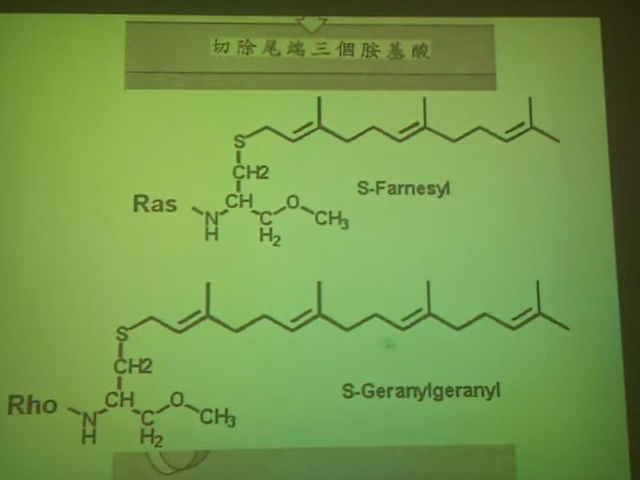 切除尾端三個胺基酸
S
CH2
S-Farnesyl
Ras
N
H
CH
C
H2
O
CH3
S
CH2
S-Geranylgeranyl
Rho
N
H
CH
C
H2
O
CH3